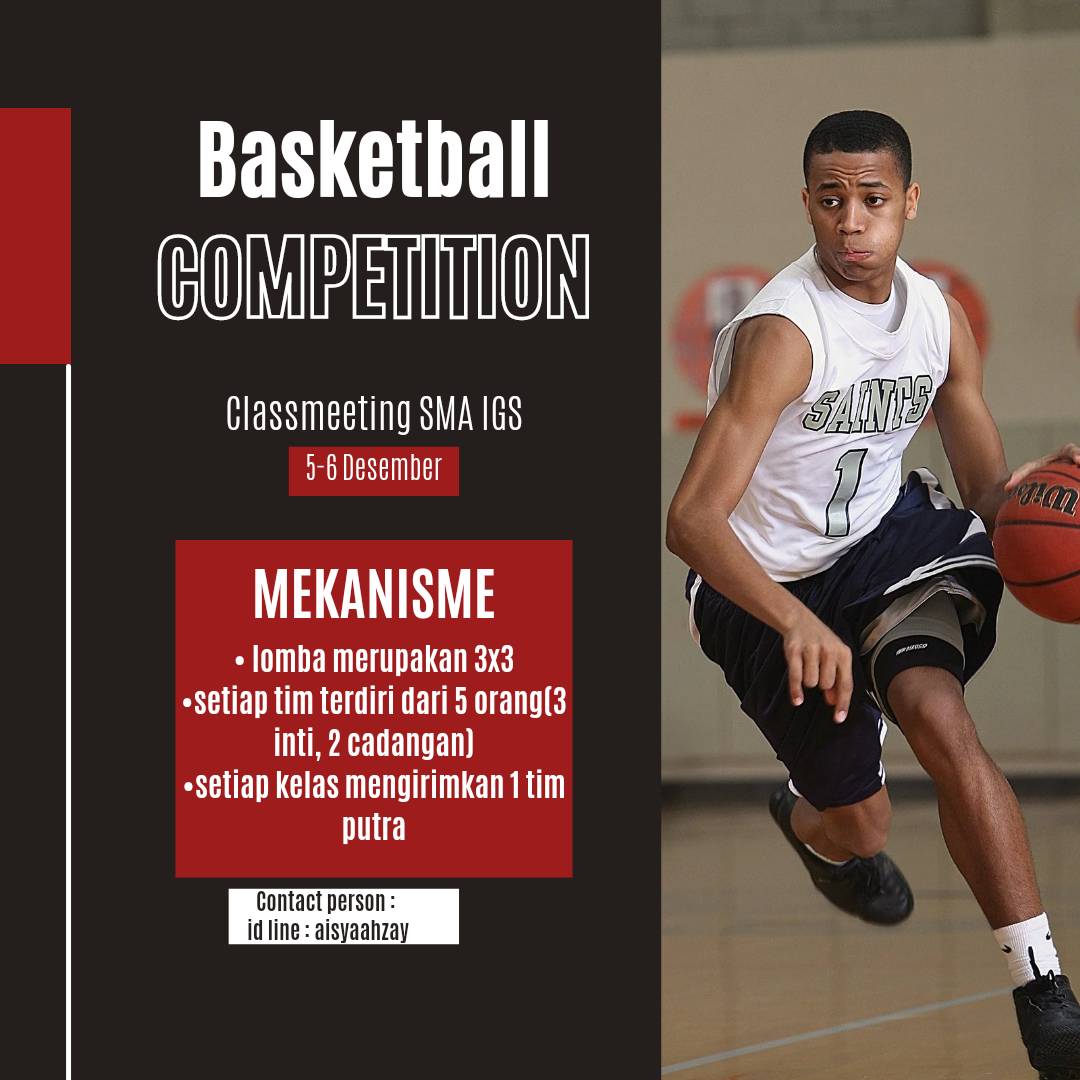 Basketball
COMPETITION
Classmeeting SMA IGS
5-6 Desember
MEKANISME
• lomba merupakan 3x3
•setiap tim terdiri dari 5 orang(3
inti, 2 cadangan)
•setiap kelas mengirimkan 1 tim
putra
Contact person :
id line : aisyaahzay
SAINTS
1
Wilson